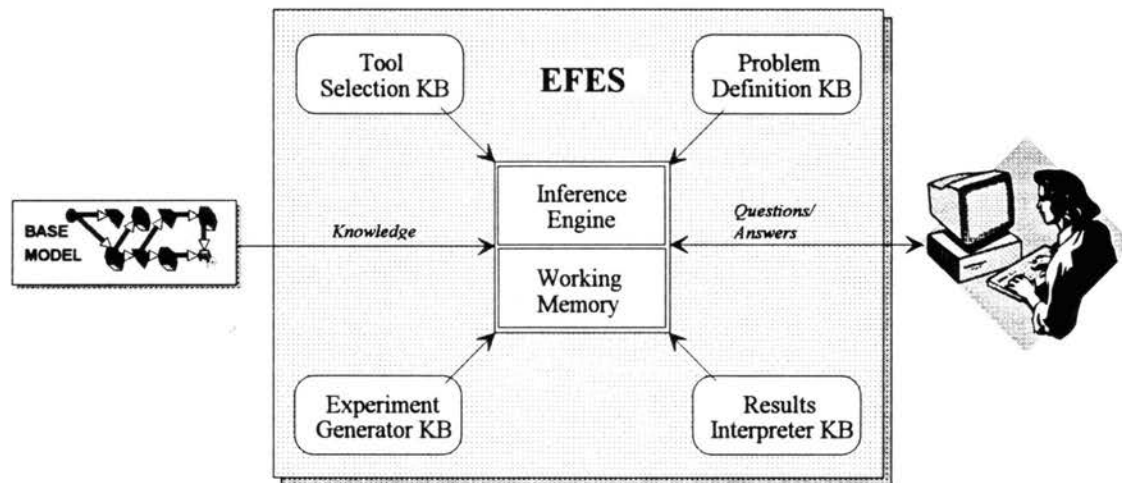 Tool
Selection KB
EFES
Problem
Definition KB
Inference
Engine
BASE
MODEL
Knowledge
Questions/
Answers
Working
Memory
Experiment
Generator KB
Results
Interpreter KB